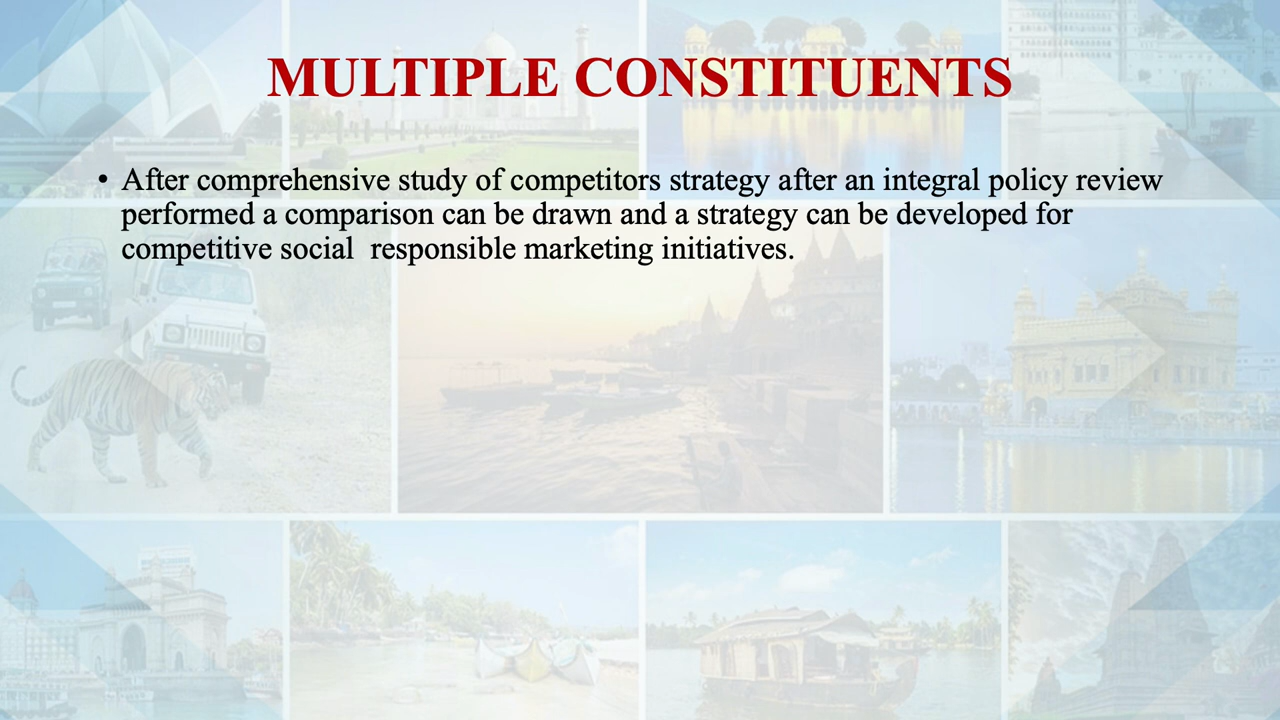 MULTIPLE CONSTITUENTS
• After comprehensive study of competitors strategy after an integral policy review
performed a comparison can be drawn and a strategy can be developed for
competitive social  responsible marketing initiatives.